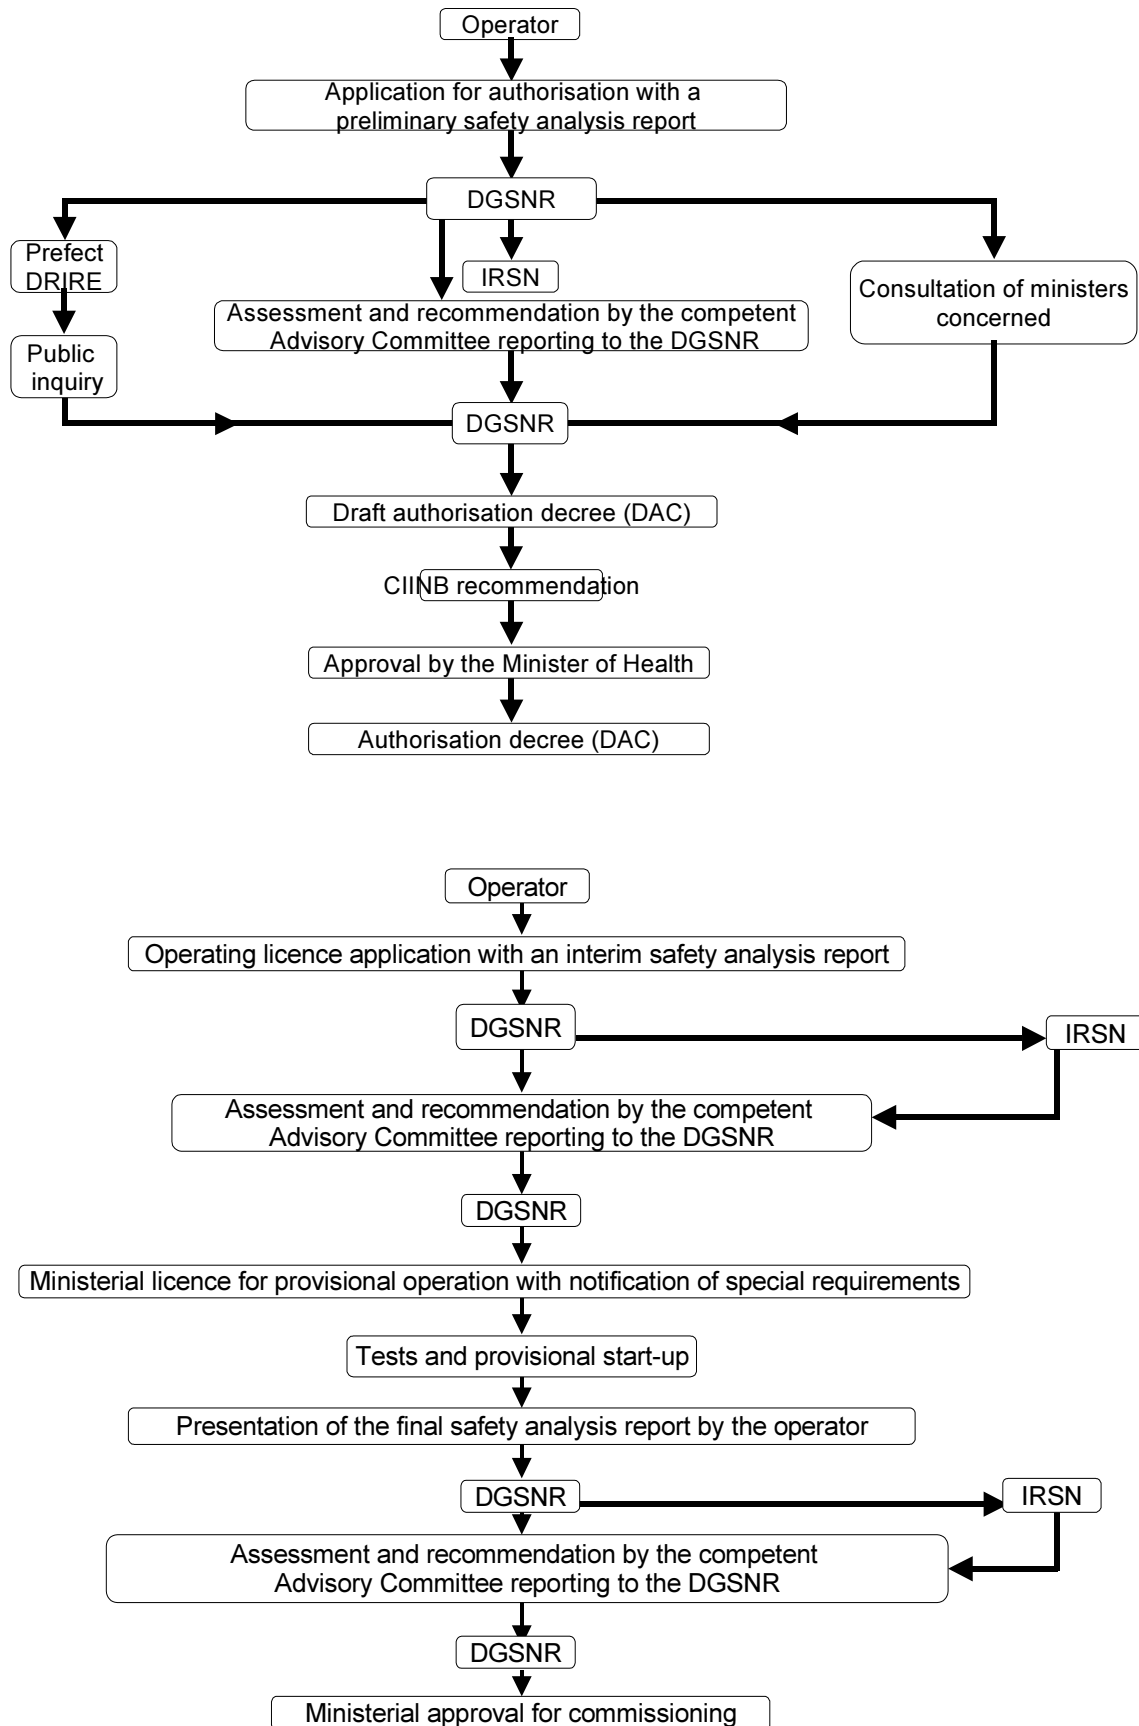 Operator
Application for authorisation with a
preliminary safety analysis report
DGSNR
Prefect
DRIRE
IRSN
Consultation of ministers
concerned
Assessment and recommendation by the competent
Advisory Committee reporting to the DGSNR
Public
inquiry
DGSNR
Draft authorisation decree (DAC)
CIINB recommendation
Approval by the Minister of Health
Authorisation decree (DAC)
Operator
Operating licence application with an interim safety analysis report
DGSNR
IRSN
Assessment and recommendation by the competent
Advisory Committee reporting to the DGSNR
DGSNR
Ministerial licence for provisional operation with notification of special requirements
Tests and provisional start-up
Presentation of the final safety analysis report by the operator
DGSNR
IRSN
Assessment and recommendation by the competent
Advisory Committee reporting to the DGSNR
DGSNR
Ministerial approval for commissioning